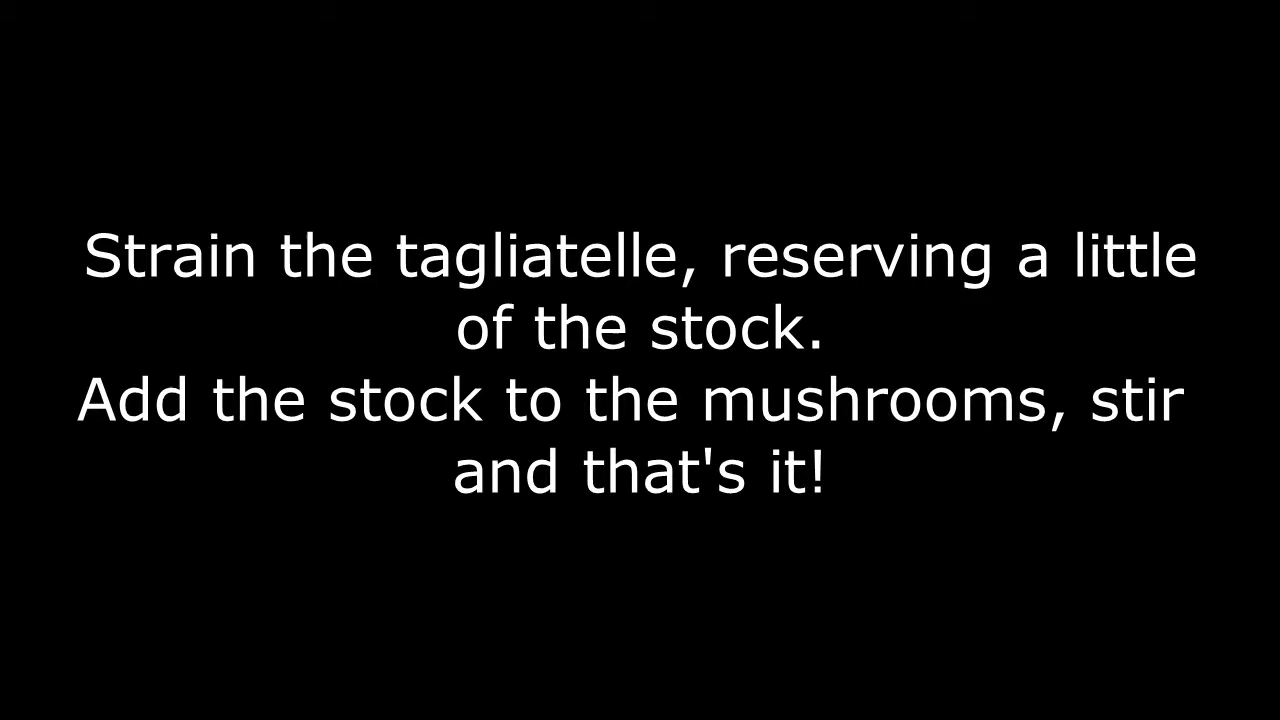 Strain the tagliatelle, reserving a little
of the stock.
Add the stock to the mushrooms, stir
and that's it!